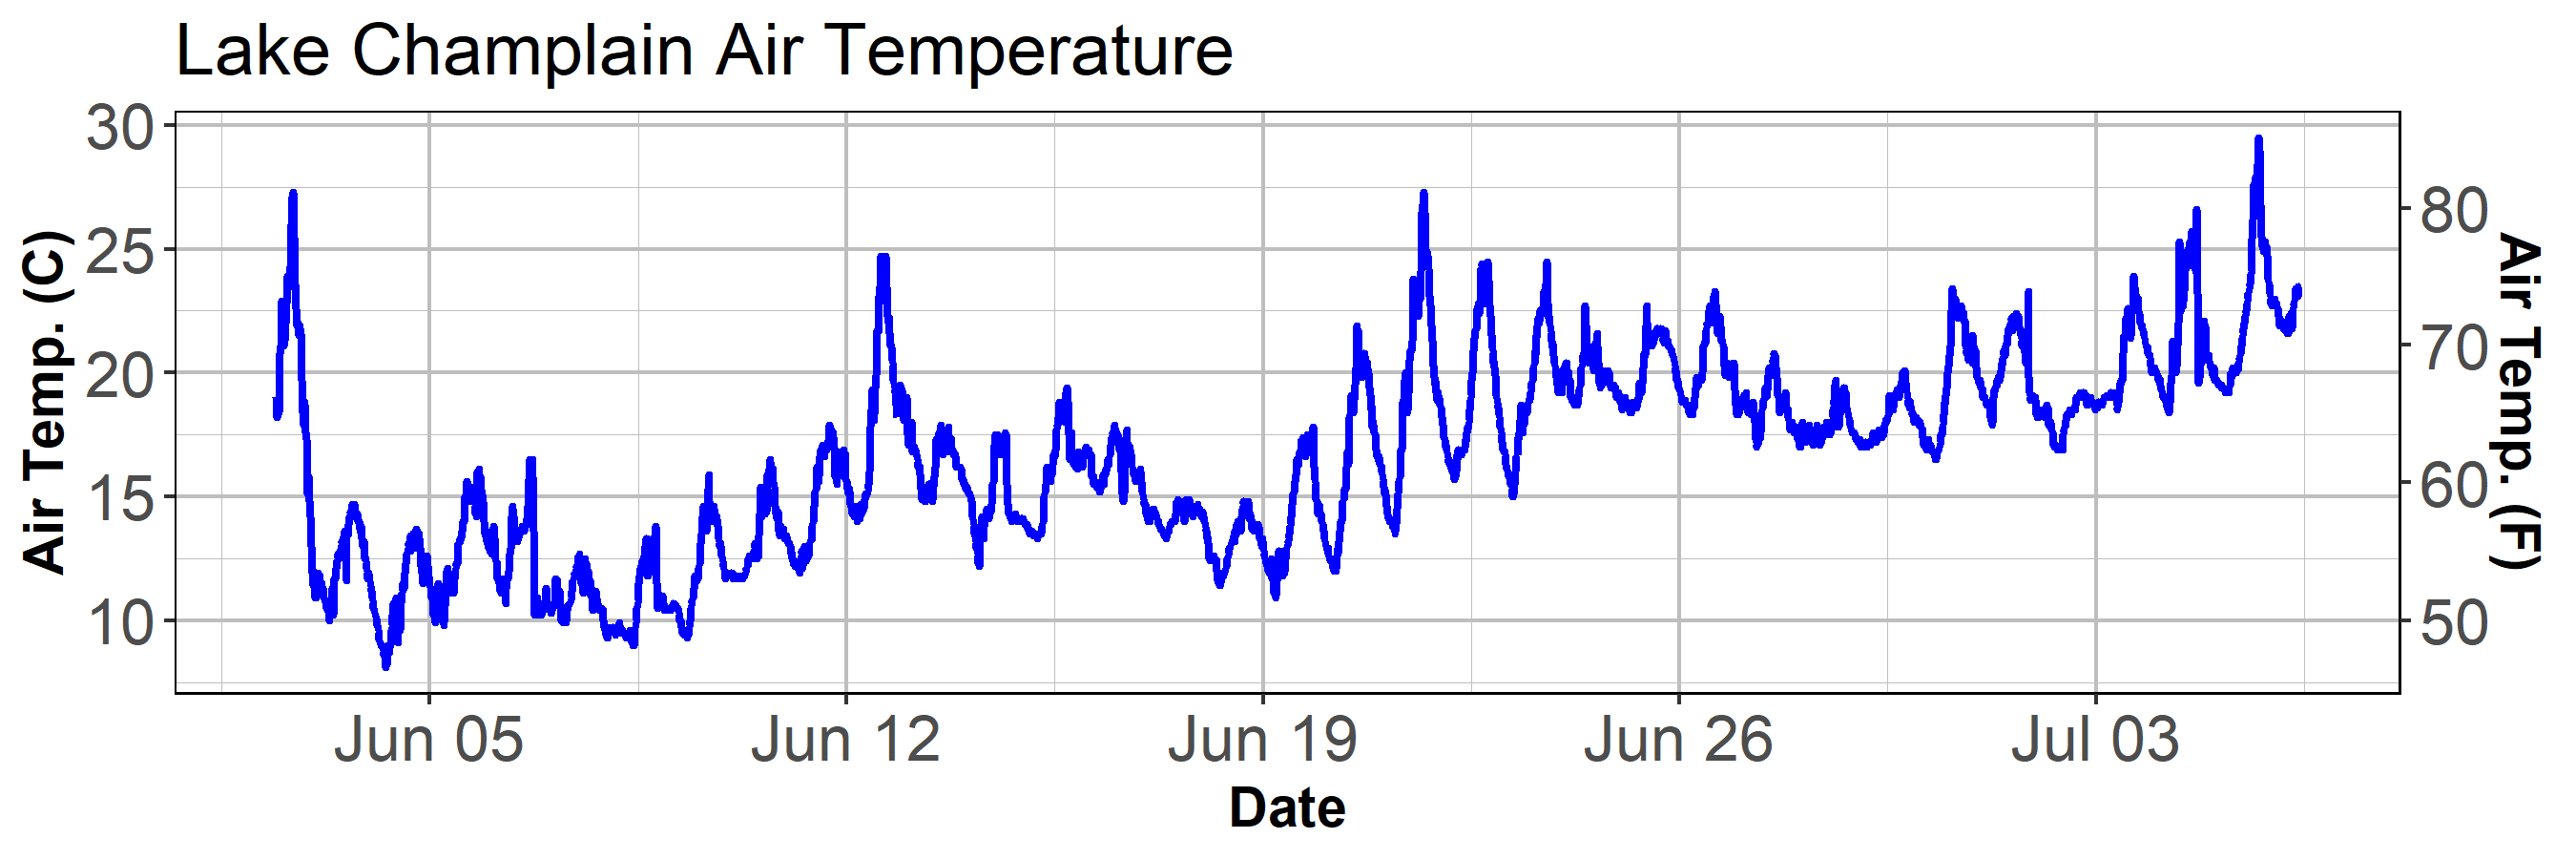 Lake Champlain Air Temperature
Air Temp. (C)
30
25
20
15
10
80
70
60
50
Air Temp. (F)
Jun 05 Jun 12 Jun 19 Jun 26 Jul 03
Date